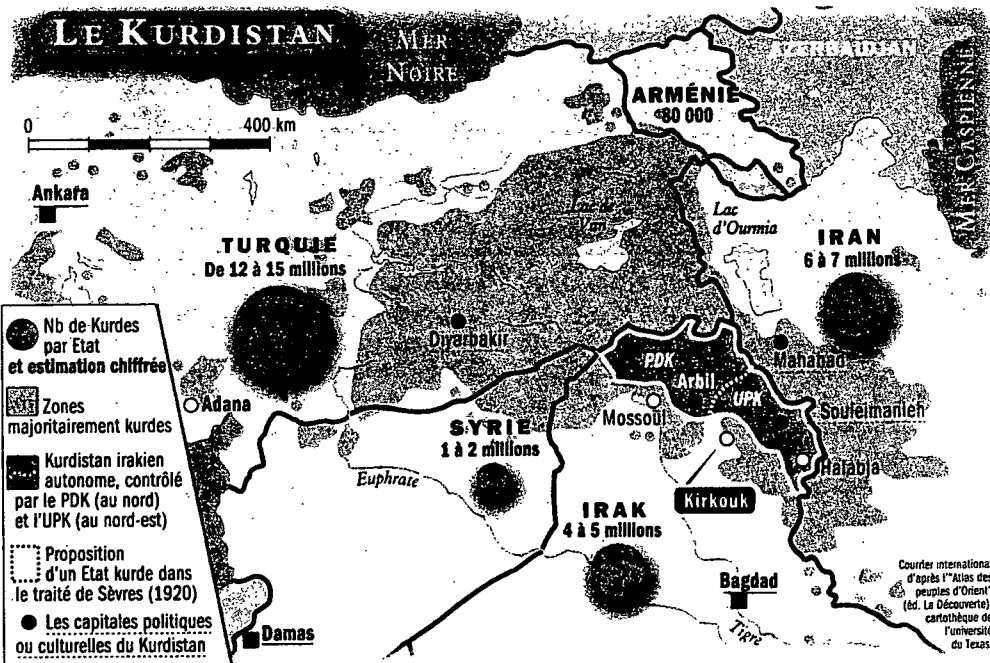 LE KURDISTAN
MER
NOIRE
AZERBAÏDJAN
MER CASPIENNE
ARMÉNIE
80 000
0 400 km
Ankara
Lac de
Lac
d'Ourmia
TURQUIE
De 12 à 15 millions
IRAN
6 à 7 millions
Diyarbakir
PDK
Mahabad
Arbil
UPK
Adana
Mossoul
Souleimanieh
SYRIE
1 à 2 millions
Halabja
Euphrate
Kirkouk
IRAK
4 à 5 millions
Bagdad
Tigre
Damas
Nb de Kurdes
par Etat
et estimation chiffrée
Zones
majoritairement kurdes
Kurdistan irakien
autonome, contrôlé
par le PDK (au nord)
et l'UPK (au nord-est)
Proposition
d'un Etat kurde dans
le traité de Sèvres (1920)
Les capitales politiques
ou culturelles du Kurdistan
Courrier internationa
d'après l'"Atlas des
peuples d'Orient"
(éd. La Découverte)
cartothèque de
l'université
du Texas